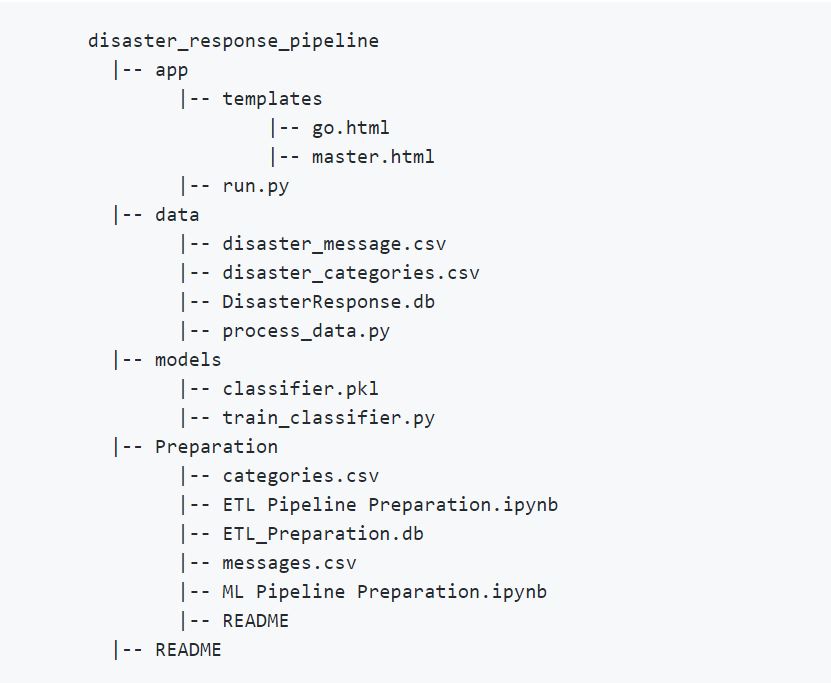 disaster_response_pipeline
|-- app
|-- templates
|-- go.html
|-- master.html
|-- run.py
|-- data
|-- disaster_message.csv
|-- disaster_categories.csv
|-- DisasterResponse.db
|-- process_data.py
|-- models
|-- classifier.pkl
|-- train_classifier.py
|-- Preparation
|-- categories.csv
|-- ETL Pipeline Preparation.ipynb
|-- ETL_Preparation.db
|-- messages.csv
|-- ML Pipeline Preparation.ipynb
|-- README
|-- README